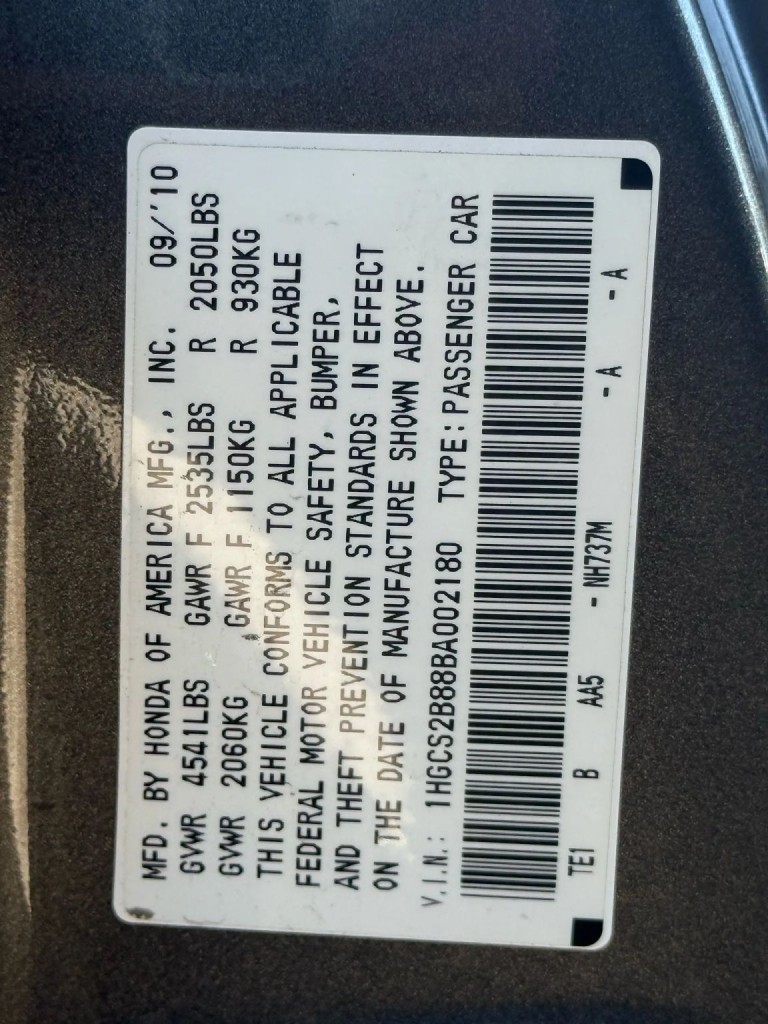 MFD. BY HONDA OF AMERICA MFG., INC. 09/'10
GVWR 4541LBS GAWR F 2535LBS R 2050LBS
GVWR 2060KG GAWR F 1150KG R 930KG
THIS VEHICLE CONFORMS TO ALL APPLICABLE
FEDERAL MOTOR VEHICLE SAFETY, BUMPER,
AND THEFT PREVENTION STANDARDS IN EFFECT
ON THE DATE OF MANUFACTURE SHOWN ABOVE.
V.I.N.: 1HGCS2B88BA002180 TYPE:PASSENGER CAR
TE1 B AA5 - NH737M - A - A